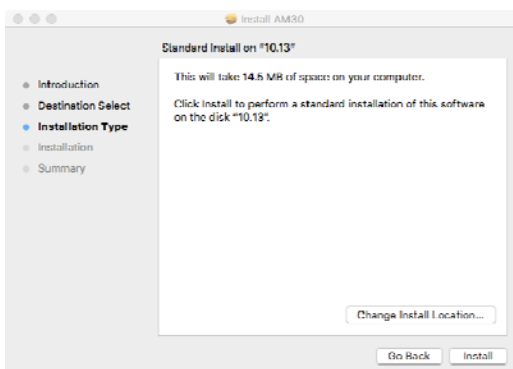 Install AM30
Standard Install on "10.13"
Introduction
Destination Select
Installation Type
Installation
Summary
This will take 14.5 MB of space on your computer.
Click Install to perform a standard installation of this software
on the disk "10.13".
Change Install Location...
Go Back
Install